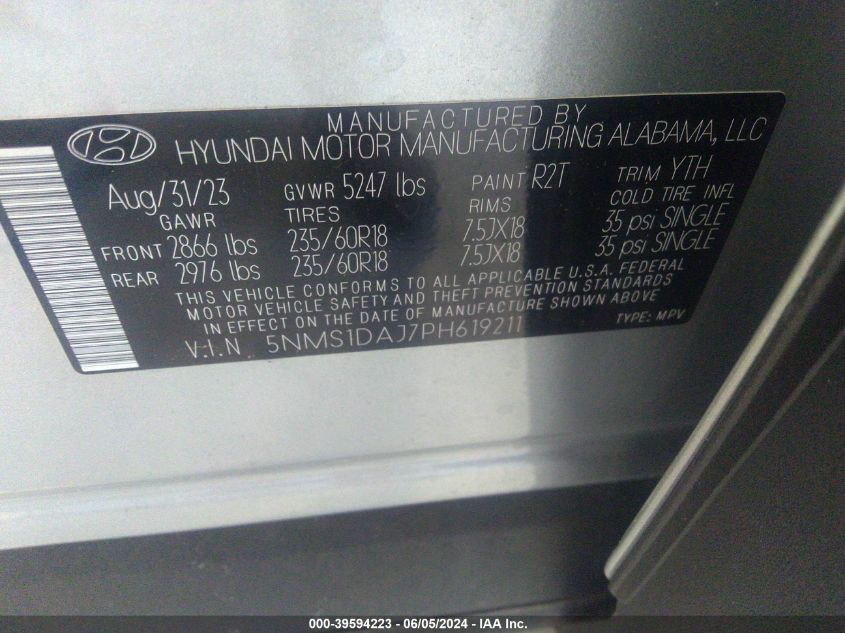 MANUFACTURED BY
HYUNDAI MOTOR MANUFACTURING ALABAMA, LLC
Aug/31/23 GVWR 5247 lbs PAINT R2T TRIM YTH
GAWR TIRES RIMS COLD TIRE INFL
FRONT 2866 lbs 235/60R18 7.5JX18 35 psi SINGLE
REAR 2976 lbs 235/60R18 7.5JX18 35 psi SINGLE
THIS VEHICLE CONFORMS TO ALL APPLICABLE U.S.A. FEDERAL
MOTOR VEHICLE SAFETY AND THEFT PREVENTION STANDARDS
IN EFFECT ON THE DATE OF MANUFACTURE SHOWN ABOVE
V.I.N 5NMS1DAJ7PH619211 TYPE: MPV
000-39594223 - 06/05/2024 - IAA Inc.